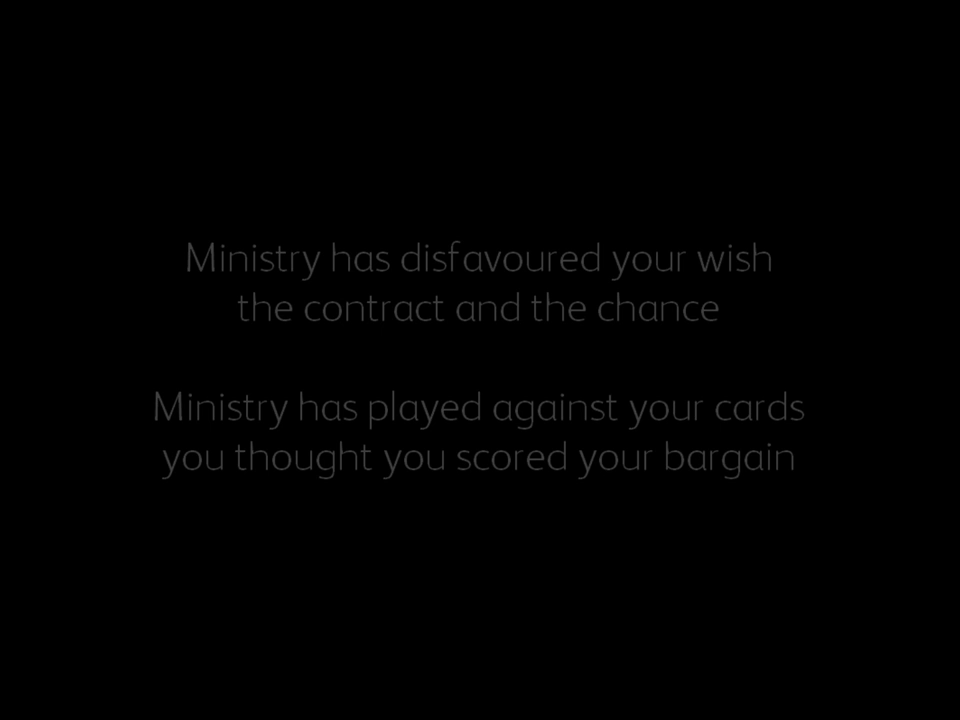 Ministry has disfavoured your wish
the contract and the chance
Ministry has played against your cards
you thought you scored your bargain